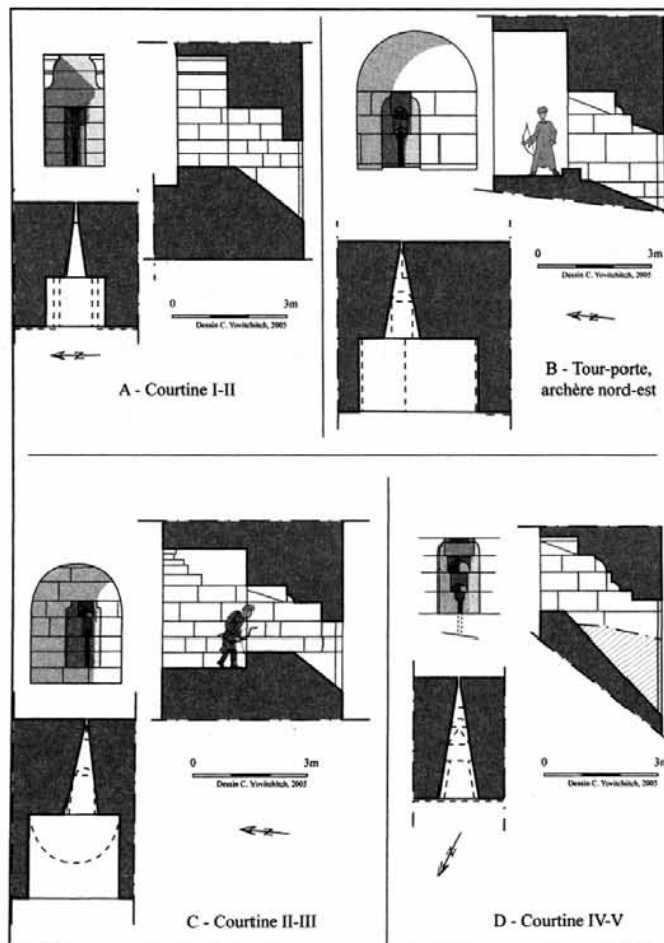 0 3m
Dessin C. Yovitchitch, 2005
N
A - Courtine I-II
0 3m
Dessin C. Yovitchitch, 2005
N
B - Tour-porte,
archère nord-est
0 3m
Dessin C. Yovitchitch, 2005
N
C - Courtine II-III
0 3m
Dessin C. Yovitchitch, 2005
N
D - Courtine IV-V